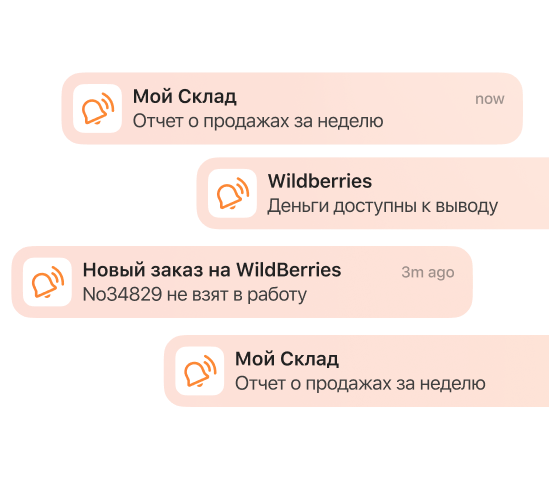 Мой Склад
now
Отчет о продажах за неделю
Wildberries
Деньги доступны к выводу
Новый заказ на WildBerries
3m ago
No34829 не взят в работу
Мой Склад
Отчет о продажах за неделю